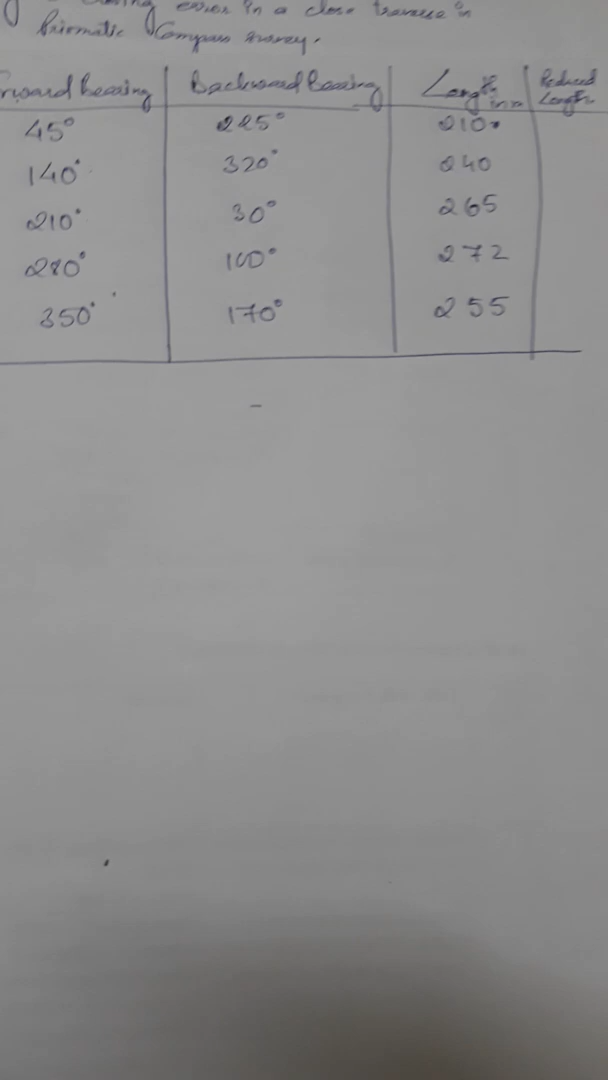 error in a close traverse in
Prismatic Compass survey.
Forward bearing Backward bearing Length in m Reduced Length
45° 225° 210
140° 320° 240
210° 30° 265
280° 100° 272
350° 170° 255